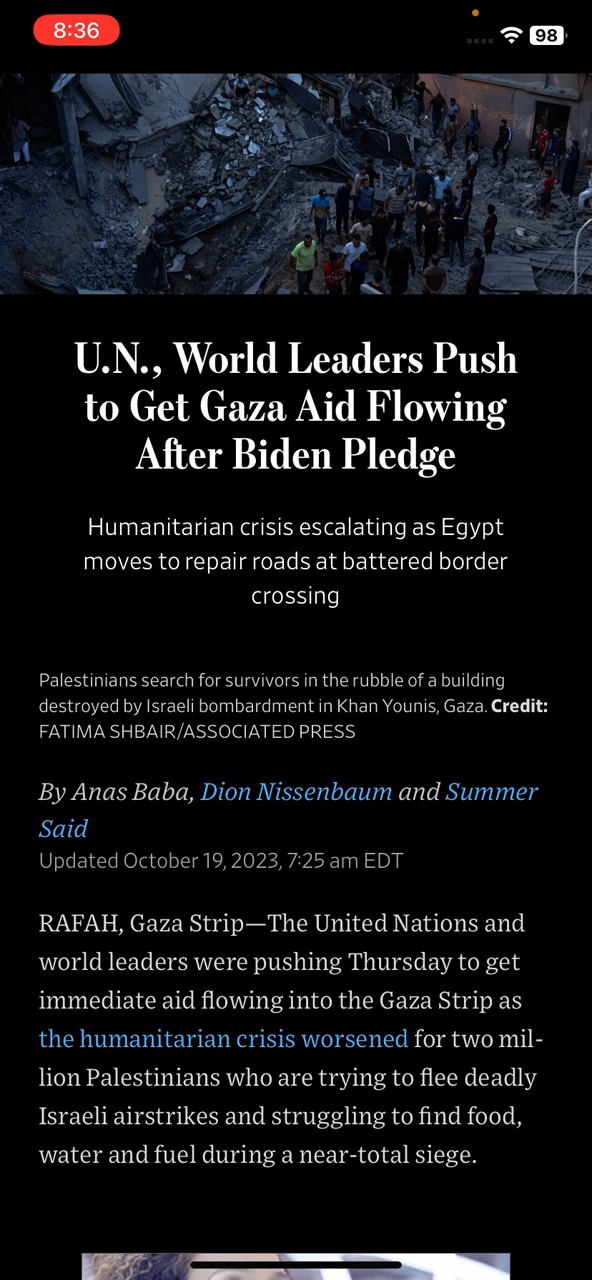 8:36
98
U.N., World Leaders Push
to Get Gaza Aid Flowing
After Biden Pledge
Humanitarian crisis escalating as Egypt
moves to repair roads at battered border
crossing
Palestinians search for survivors in the rubble of a building
destroyed by Israeli bombardment in Khan Younis, Gaza. Credit:
FATIMA SHBAIR/ASSOCIATED PRESS
By Anas Baba, Dion Nissenbaum and Summer
Said
Updated October 19, 2023, 7:25 am EDT
RAFAH, Gaza Strip—The United Nations and
world leaders were pushing Thursday to get
immediate aid flowing into the Gaza Strip as
the humanitarian crisis worsened for two mil-
lion Palestinians who are trying to flee deadly
Israeli airstrikes and struggling to find food,
water and fuel during a near-total siege.